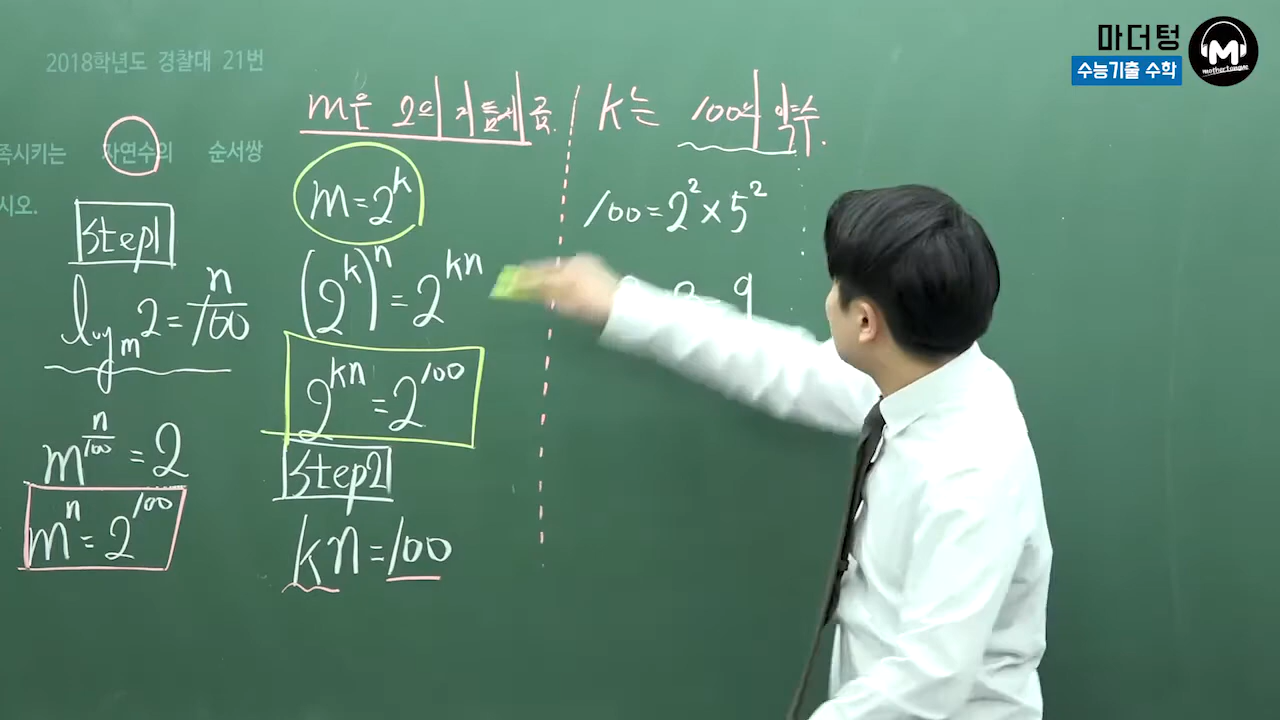 마더텅
수능기출 수학
M
mothertongue
2018학년도 경찰대 21번
족시키는 자연수의 순서쌍
시오.
Step1
log_m 2 = n/100
m^(n/100) = 2
m^n = 2^100
m은 2의 거듭제곱.
m = 2^k
(2^k)^n = 2^kn
2^kn = 2^100
Step2
kn = 100
k는 100의 약수.
100 = 2^2 × 5^2
9